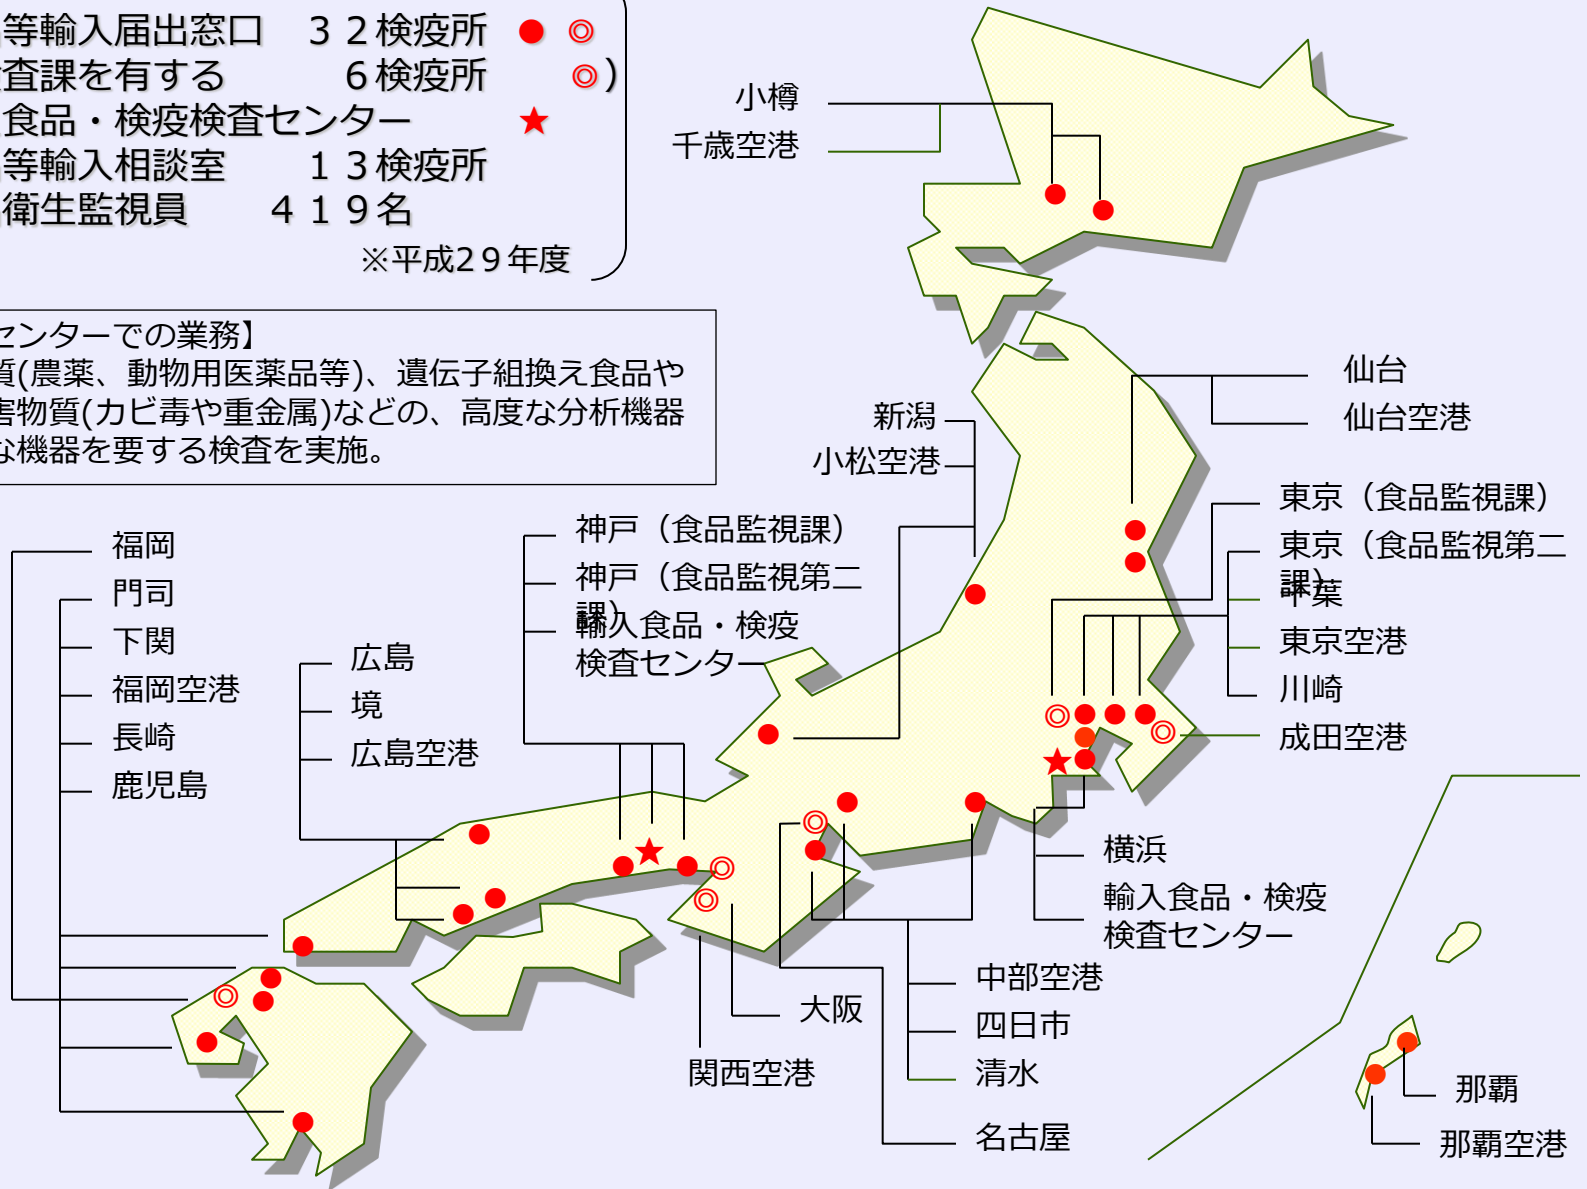 等輸入届出窓口　３２検疫所 ● ◎
査課を有する　　　６検疫所　　◎)
食品・検疫検査センター　　★
等輸入相談室　　１３検疫所
衛生監視員　　４１９名
※平成２９年度
センターでの業務】
質(農薬、動物用医薬品等)、遺伝子組換え食品や
害物質(カビ毒や重金属)などの、高度な分析機器
な機器を要する検査を実施。
小樽
千歳空港
仙台
仙台空港
新潟
小松空港
東京（食品監視課）
東京（食品監視第二
課）
千葉
東京空港
川崎
成田空港
神戸（食品監視課）
神戸（食品監視第二
課）
輸入食品・検疫
検査センター
福岡
門司
下関
福岡空港
長崎
鹿児島
広島
境
広島空港
横浜
輸入食品・検疫
検査センター
中部空港
四日市
清水
名古屋
大阪
関西空港
那覇
那覇空港